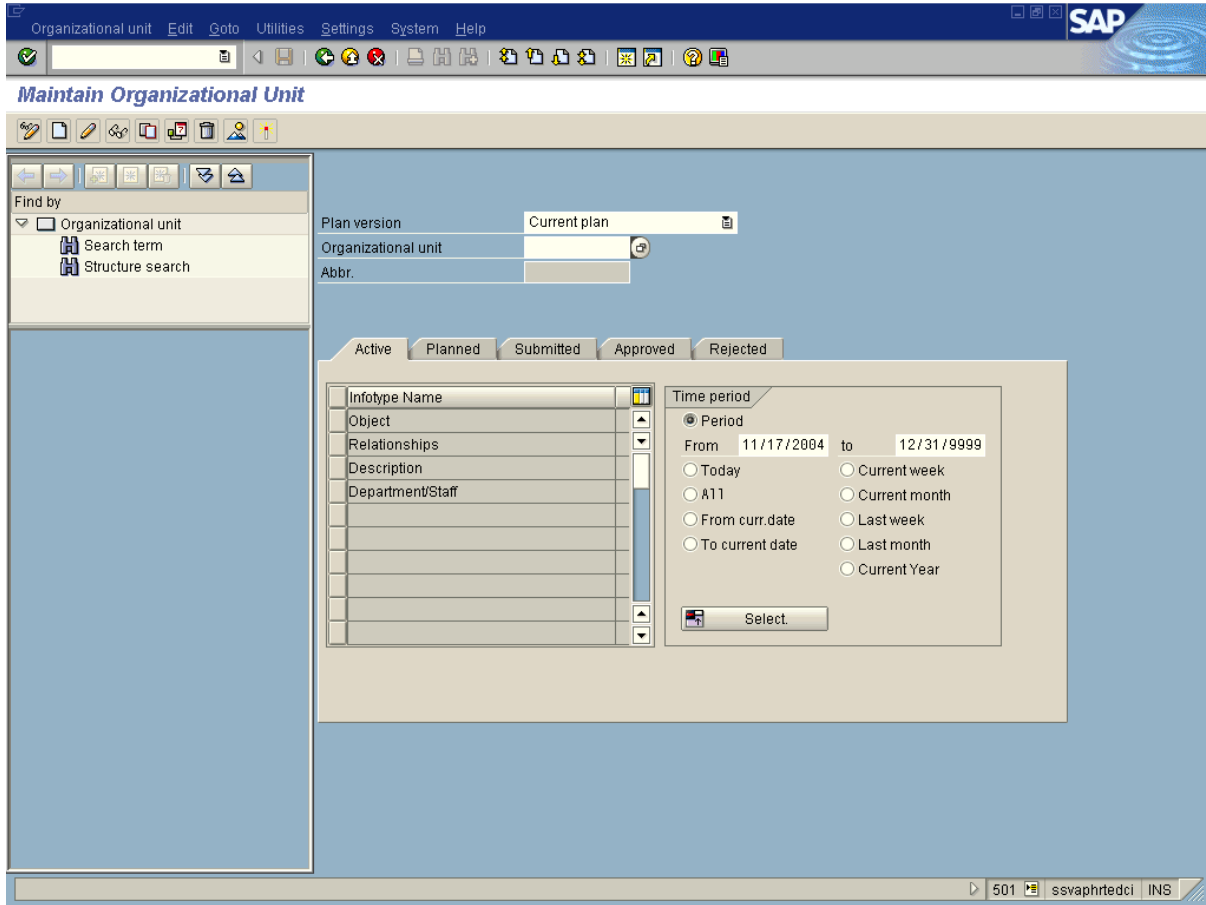 Organizational unit Edit Goto Utilities Settings System Help
SAP
Maintain Organizational Unit
Find by
Organizational unit
Search term
Structure search
Plan version Current plan
Organizational unit
Abbr.
Active Planned Submitted Approved Rejected
Infotype Name
Object
Relationships
Description
Department/Staff
Time period
Period
From 11/17/2004 to 12/31/9999
Today Current week
All Current month
From curr.date Last week
To current date Last month
Current Year
Select.
501 ssvaphrtedci INS